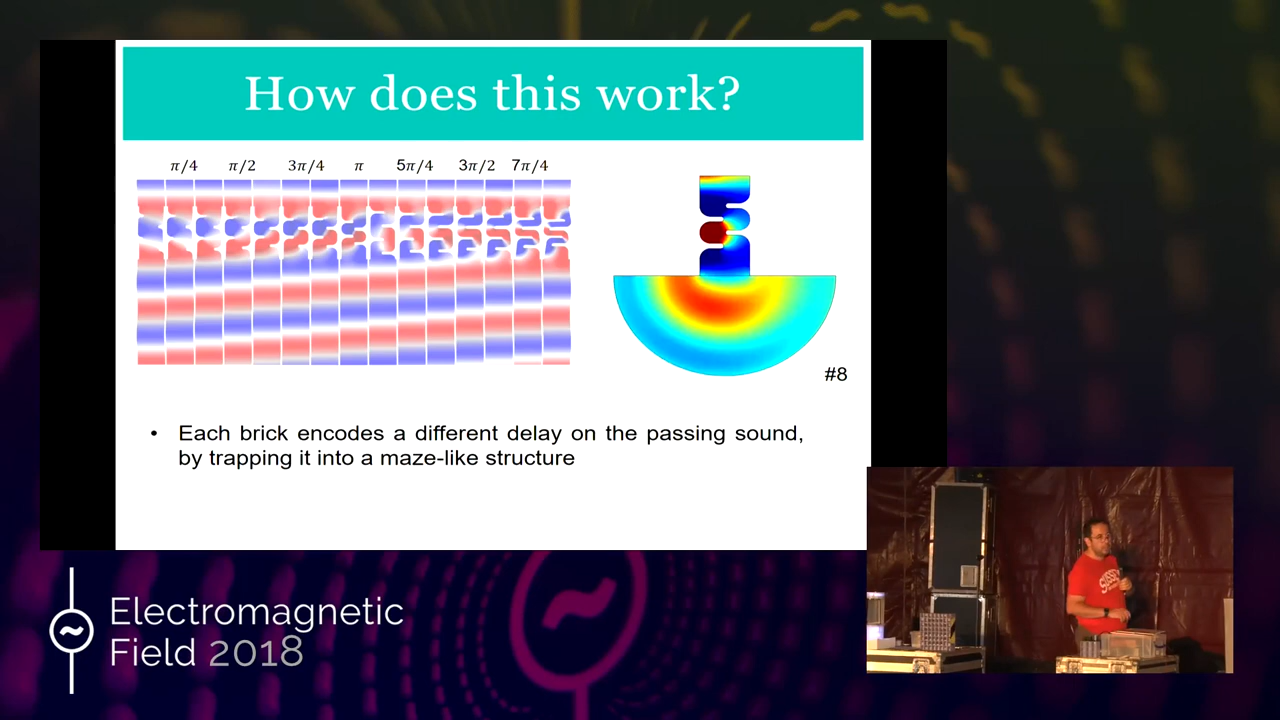 How does this work?
π/4 π/2 3π/4 π 5π/4 3π/2 7π/4
#8
• Each brick encodes a different delay on the passing sound,
by trapping it into a maze-like structure
Electromagnetic
Field 2018